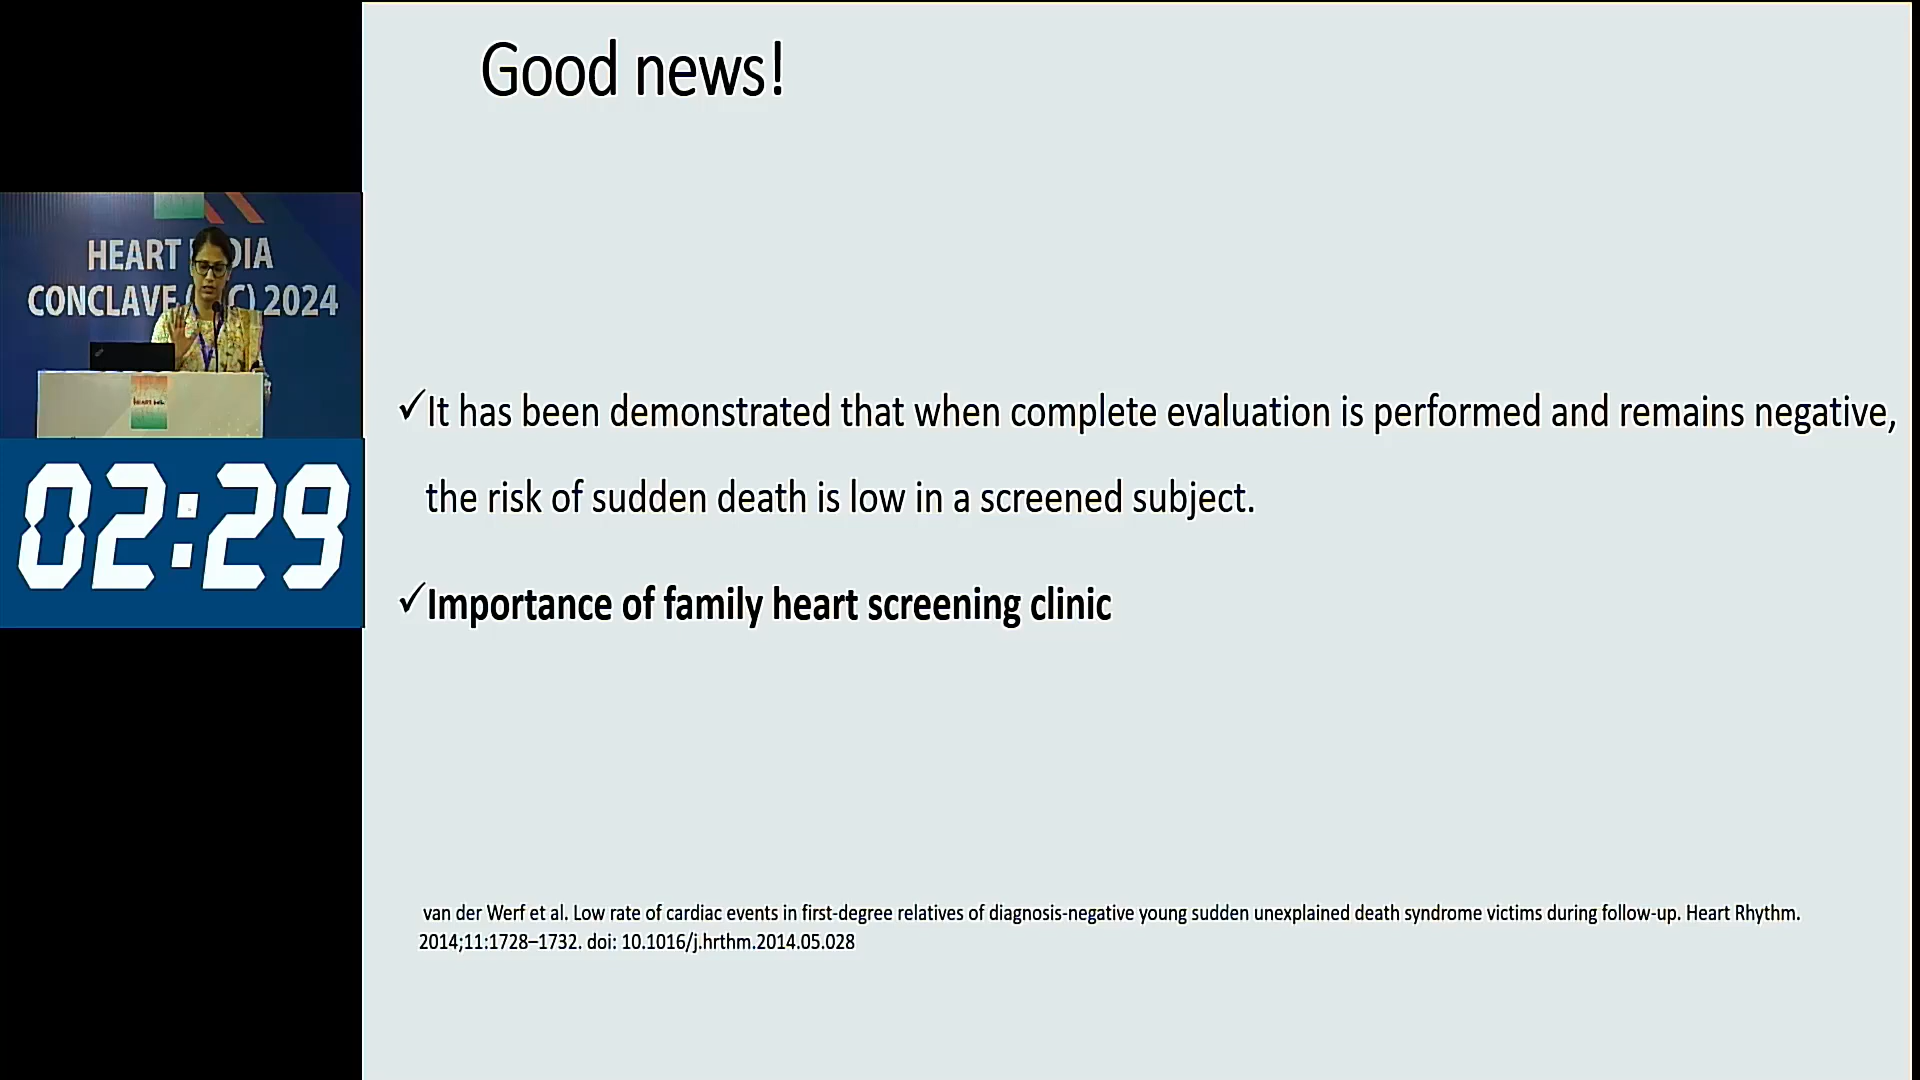 Good news!
HEART
DIA
CONCLAVE (
C) 2024
02:29
✓It has been demonstrated that when complete evaluation is performed and remains negative,
the risk of sudden death is low in a screened subject.
✓Importance of family heart screening clinic
van der Werf et al. Low rate of cardiac events in first-degree relatives of diagnosis-negative young sudden unexplained death syndrome victims during follow-up. Heart Rhythm.
2014;11:1728–1732. doi: 10.1016/j.hrthm.2014.05.028